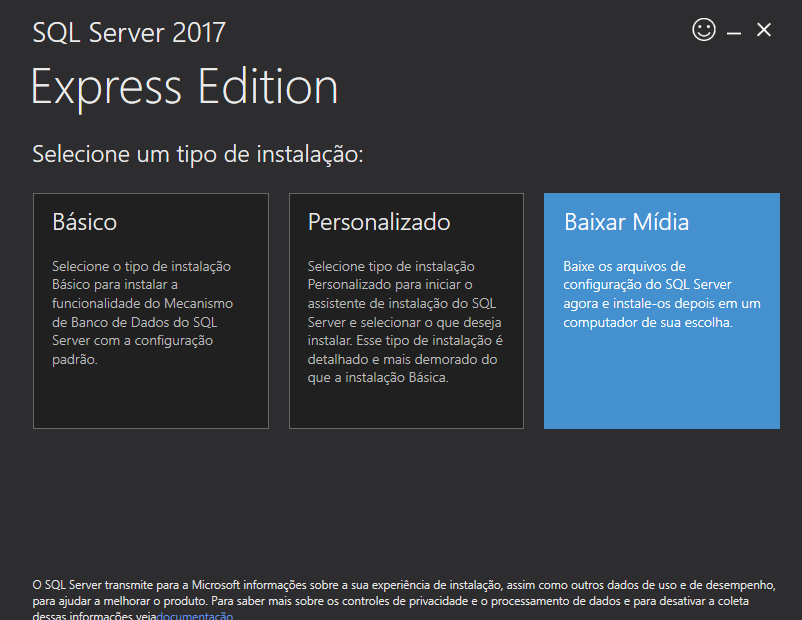 SQL Server 2017
Express Edition
Selecione um tipo de instalação:
Básico
Selecione o tipo de instalação
Básico para instalar a
funcionalidade do Mecanismo
de Banco de Dados do SQL
Server com a configuração
padrão.
Personalizado
Selecione tipo de instalação
Personalizado para iniciar o
assistente de instalação do SQL
Server e selecionar o que deseja
instalar. Esse tipo de instalação é
detalhado e mais demorado do
que a instalação Básica.
Baixar Mídia
Baixe os arquivos de
configuração do SQL Server
agora e instale-os depois em um
computador de sua escolha.
O SQL Server transmite para a Microsoft informações sobre a sua experiência de instalação, assim como outros dados de uso e de desempenho,
para ajudar a melhorar o produto. Para saber mais sobre os controles de privacidade e o processamento de dados e para desativar a coleta
dessas informações vejadocumentação